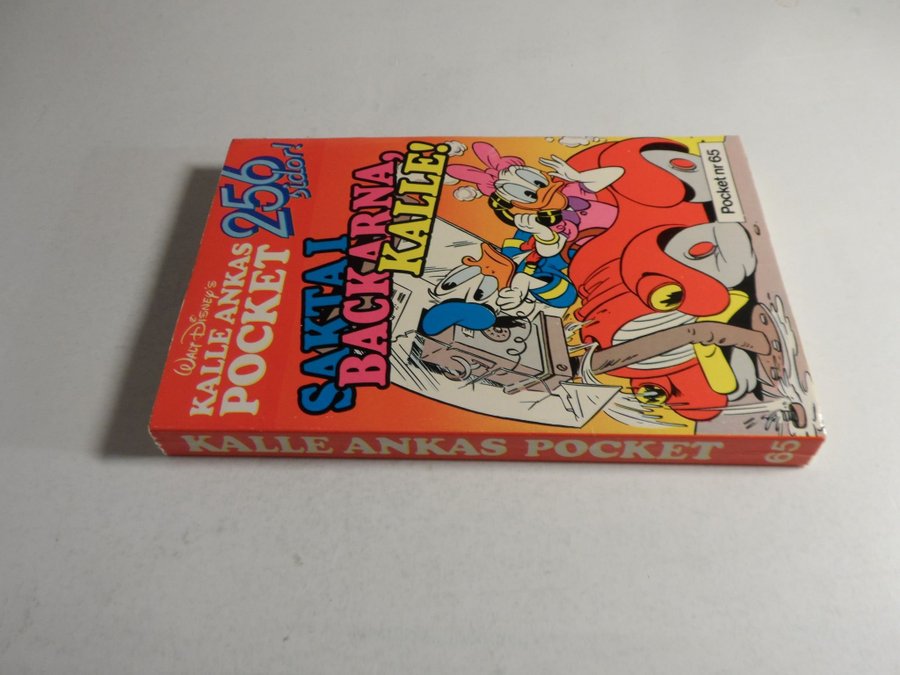 Walt Disney's
KALLE ANKAS
POCKET
256
sidor!
SAKTA I
BACKARNA,
KALLE!
Pocket nr 65
KALLE ANKAS POCKET 65